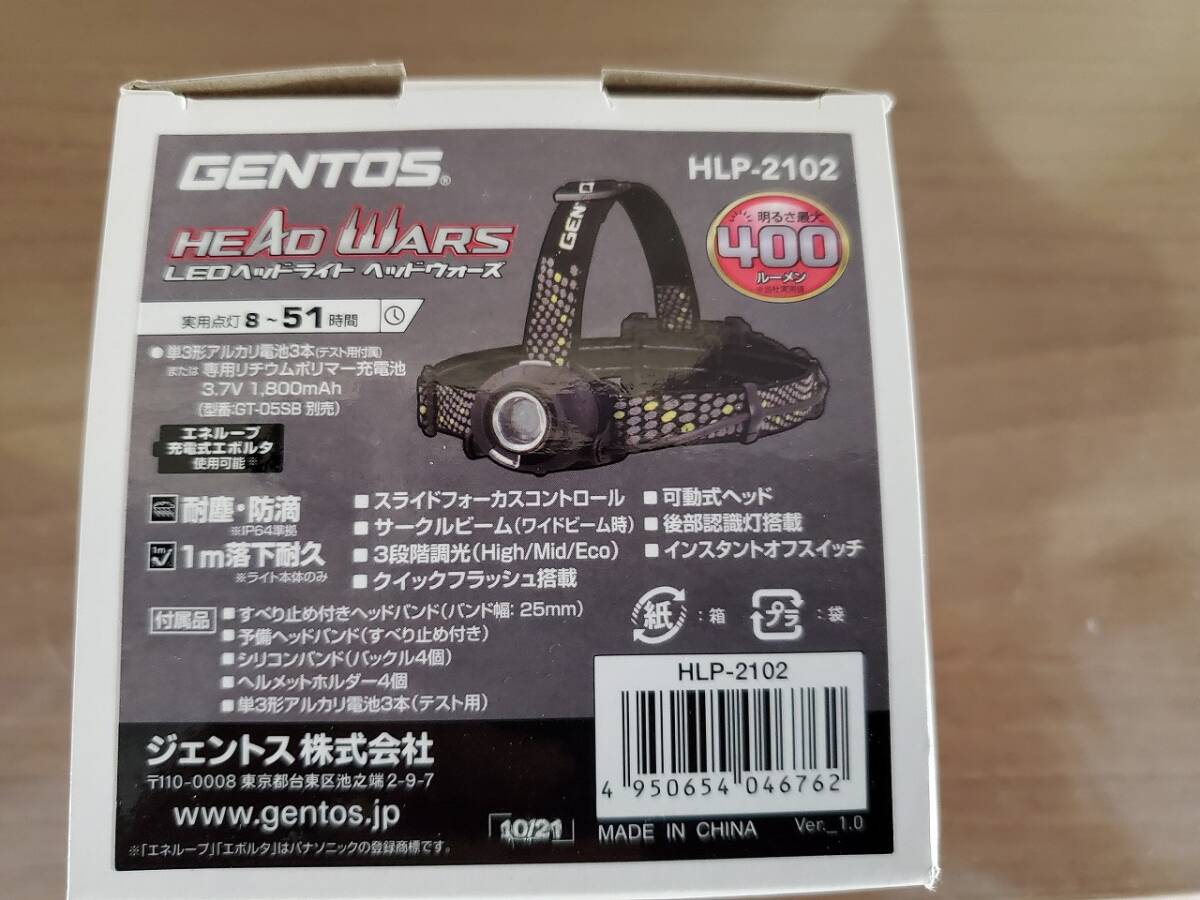 GENTOS®
HLP-2102
HEAD WARS
LEDヘッドライト ヘッドウォーズ
GENTOS
明るさ最大
400
ルーメン
※当社実測値
実用点灯 8~51時間
●単3形アルカリ電池3本(テスト用付属)
または 専用リチウムポリマー充電池
3.7V 1,800mAh
(型番:GT-05SB 別売)
エネループ
充電式エボルタ
使用可能※
耐塵・防滴
※IP64準拠
1m
1m落下耐久
※ライト本体のみ
■スライドフォーカスコントロール
■サークルビーム(ワイドビーム時)
■3段階調光(High/Mid/Eco)
■クイックフラッシュ搭載
■可動式ヘッド
■後部認識灯搭載
■インスタントオフスイッチ
付属品
■すべり止め付きヘッドバンド(バンド幅:25mm)
■予備ヘッドバンド(すべり止め付き)
■シリコンバンド(バックル4個)
■ヘルメットホルダー4個
■単3形アルカリ電池3本(テスト用)
紙:箱
プラ:袋
HLP-2102
4 950654 046762
ジェントス株式会社
〒110-0008 東京都台東区池之端2-9-7
www.gentos.jp
10/21
MADE IN CHINA
Ver._1.0
※「エネループ」「エボルタ」はパナソニックの登録商標です。